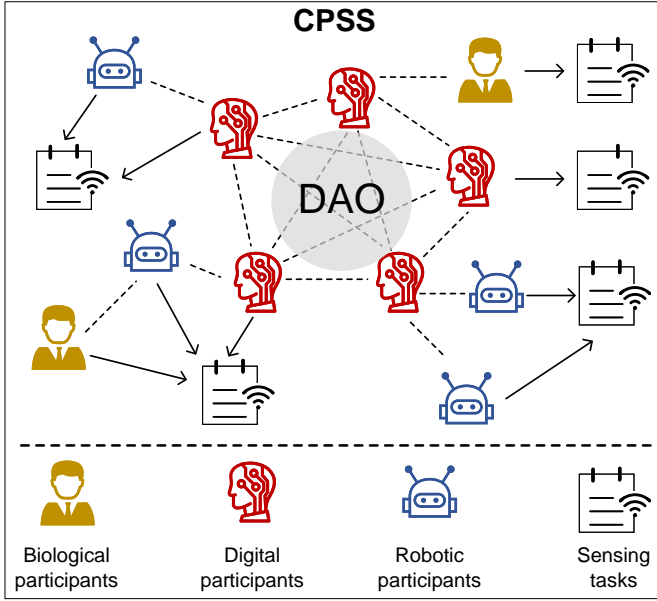 CPSS
DAO
Biological
participants
Digital
participants
Robotic
participants
Sensing
tasks